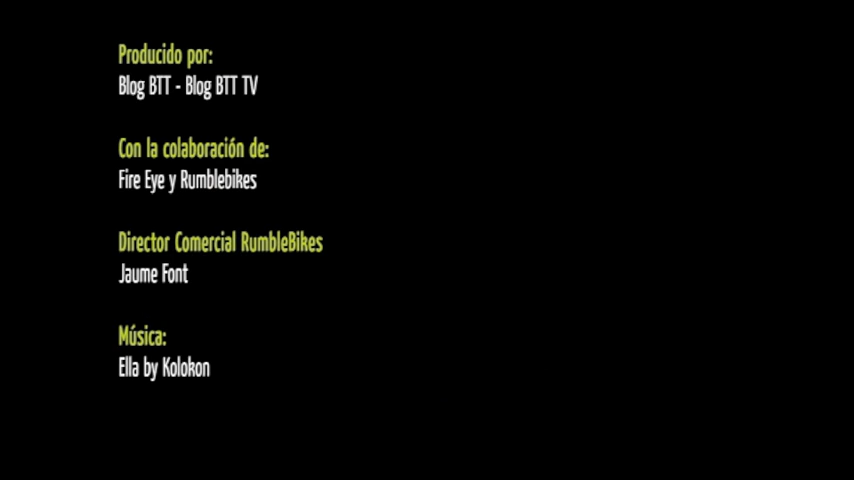 Producido por:
Blog BTT - Blog BTT TV
Con la colaboración de:
Fire Eye y Rumblebikes
Director Comercial RumbleBikes
Jaume Font
Música:
Ella by Kolokon